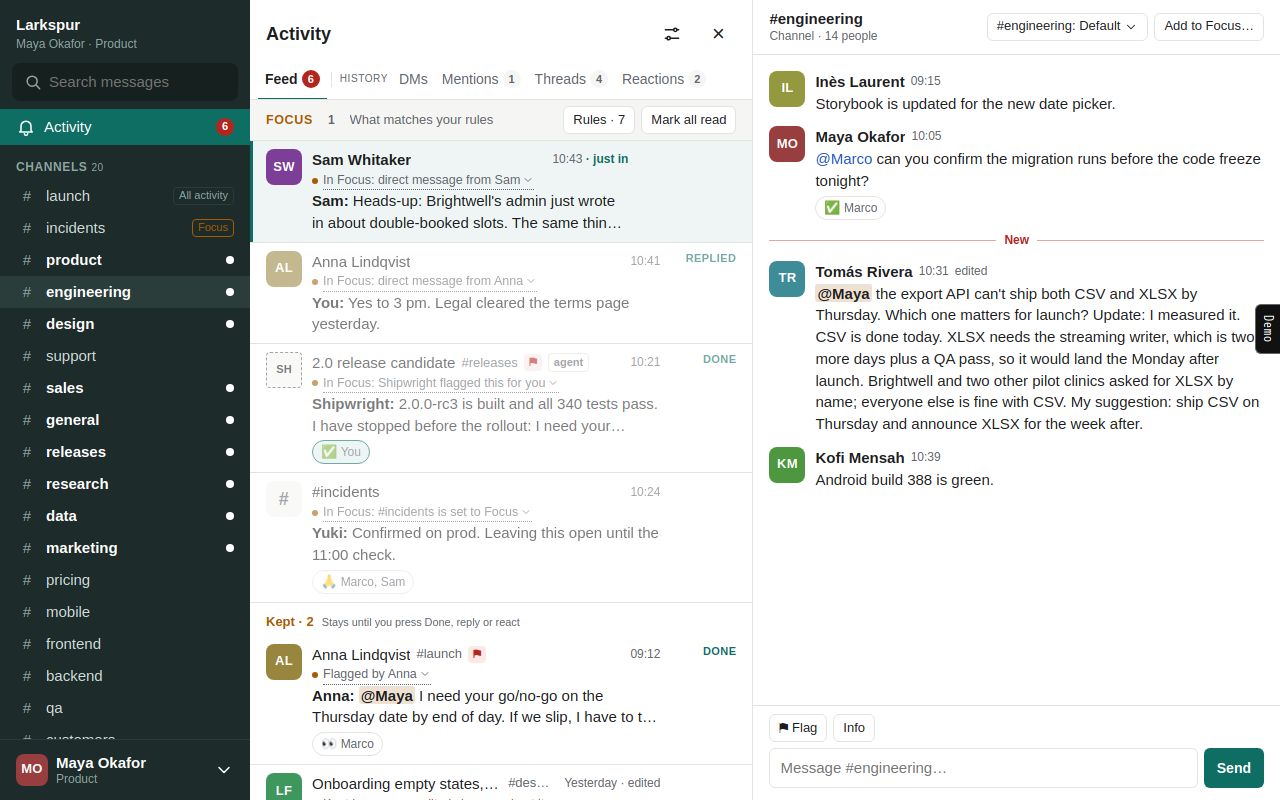 Larkspur
Maya Okafor · Product
Search messages
Activity 6
CHANNELS 20
# launch All activity
# incidents Focus
# product
# engineering
# design
# support
# sales
# general
# releases
# research
# data
# marketing
# pricing
# mobile
# frontend
# backend
# qa
# customers
MO Maya Okafor
Product
Activity
Feed 6 HISTORY DMs Mentions 1 Threads 4 Reactions 2
FOCUS 1 What matches your rules Rules · 7 Mark all read
SW Sam Whitaker 10:43 · just in
In Focus: direct message from Sam
Sam: Heads-up: Brightwell's admin just wrote
in about double-booked slots. The same thin…
AL Anna Lindqvist 10:41 REPLIED
In Focus: direct message from Anna
You: Yes to 3 pm. Legal cleared the terms page
yesterday.
SH 2.0 release candidate #releases agent 10:21 DONE
In Focus: Shipwright flagged this for you
Shipwright: 2.0.0-rc3 is built and all 340 tests pass.
I have stopped before the rollout: I need your…
✅ You
# #incidents 10:24
In Focus: #incidents is set to Focus
Yuki: Confirmed on prod. Leaving this open until the
11:00 check.
🙏 Marco, Sam
Kept · 2 Stays until you press Done, reply or react
AL Anna Lindqvist #launch 09:12 DONE
Flagged by Anna
Anna: @Maya I need your go/no-go on the
Thursday date by end of day. If we slip, I have to t…
👀 Marco
LF Onboarding empty states,… #des… Yesterday · edited
#engineering
Channel · 14 people
#engineering: Default Add to Focus…
IL Inès Laurent 09:15
Storybook is updated for the new date picker.
MO Maya Okafor 10:05
@Marco can you confirm the migration runs before the code freeze
tonight?
✅ Marco
New
TR Tomás Rivera 10:31 edited
@Maya the export API can't ship both CSV and XLSX by
Thursday. Which one matters for launch? Update: I measured it.
CSV is done today. XLSX needs the streaming writer, which is two
more days plus a QA pass, so it would land the Monday after
launch. Brightwell and two other pilot clinics asked for XLSX by
name; everyone else is fine with CSV. My suggestion: ship CSV on
Thursday and announce XLSX for the week after.
KM Kofi Mensah 10:39
Android build 388 is green.
Demo
Flag Info
Message #engineering…
Send